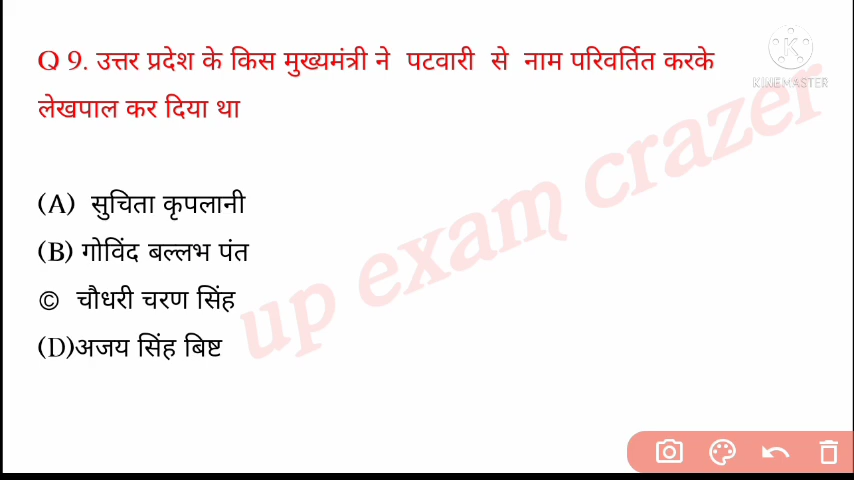 Q 9. उत्तर प्रदेश के किस मुख्यमंत्री ने पटवारी से नाम परिवर्तित करके
लेखपाल कर दिया था
(A) सुचिता कृपलानी
(B) गोविंद बल्लभ पंत
© चौधरी चरण सिंह
(D)अजय सिंह बिष्ट
up exam crazer
KINEMASTER